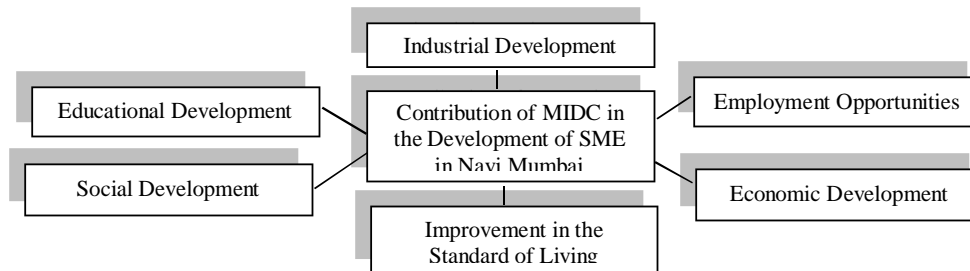 Industrial Development
Educational Development
Contribution of MIDC in
the Development of SME
in Navi Mumbai
Employment Opportunities
Social Development
Economic Development
Improvement in the
Standard of Living